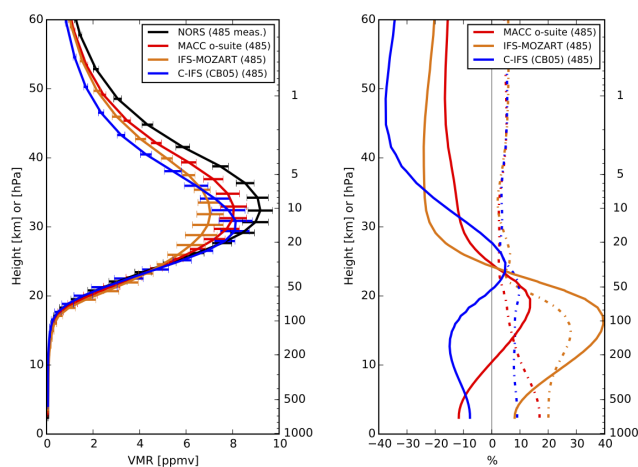 NORS (485 meas.)
MACC o-suite (485)
IFS-MOZART (485)
C-IFS (CB05) (485)
Height [km] or [hPa]
60
50
40
30
20
10
0
1
5
10
20
50
100
200
500
1000
0 2 4 6 8 10
VMR [ppmv]
MACC o-suite (485)
IFS-MOZART (485)
C-IFS (CB05) (485)
Height [km] or [hPa]
60
50
40
30
20
10
0
1
5
10
20
50
100
200
500
1000
−40 −30 −20 −10 0 10 20 30 40
%